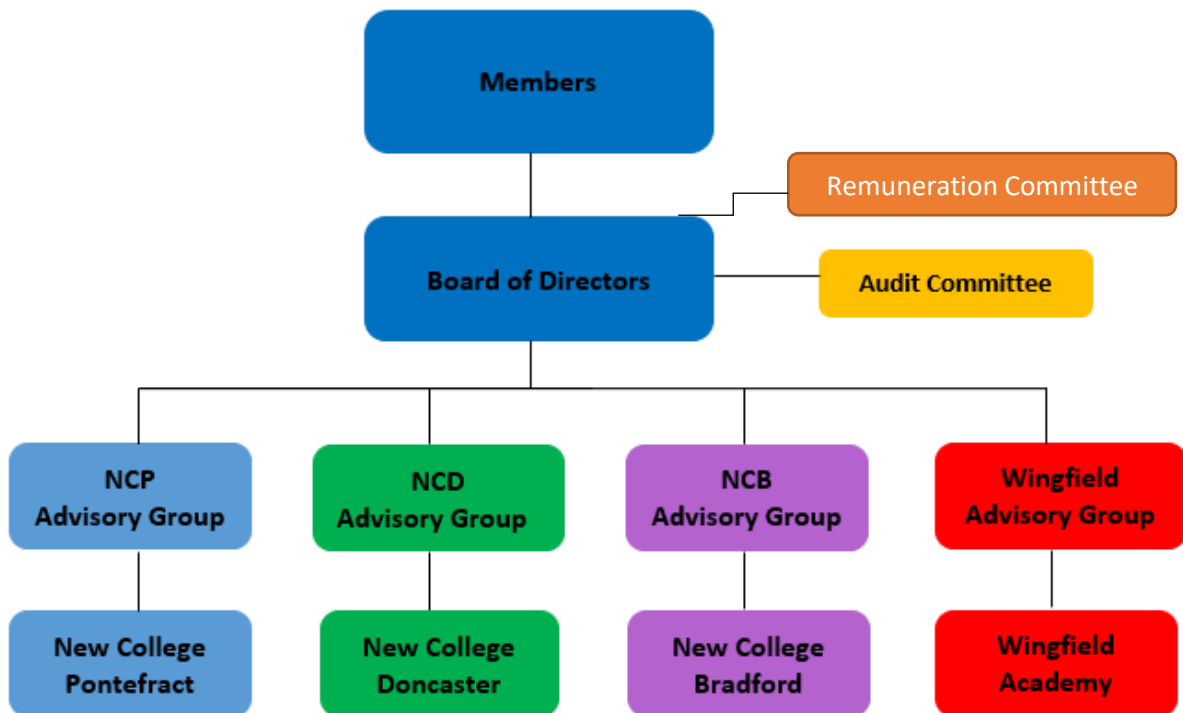 Members
Remuneration Committee
Board of Directors
Audit Committee
NCP
Advisory Group
NCD
Advisory Group
NCB
Advisory Group
Wingfield
Advisory Group
New College
Pontefract
New College
Doncaster
New College
Bradford
Wingfield
Academy